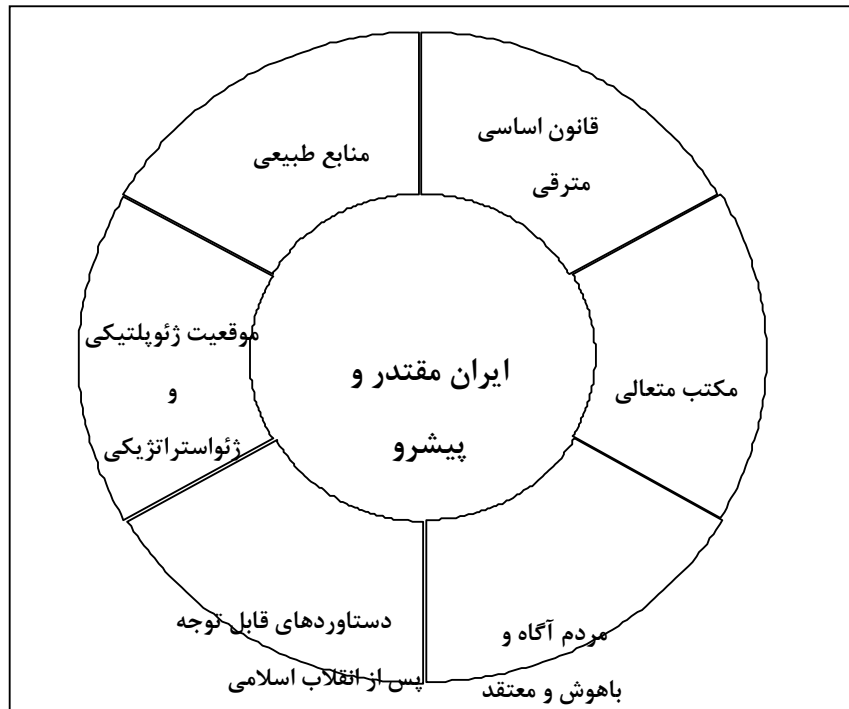 قانون اساسی
مترقی
منابع طبیعی
موقعیت ژئوپلتیکی
و
ژئواستراتژیکی
ایران مقتدر و
پیشرو
مکتب متعالی
مردم آگاه و
باهوش و معتقد
دستاوردهای قابل توجه
پس از انقلاب اسلامی